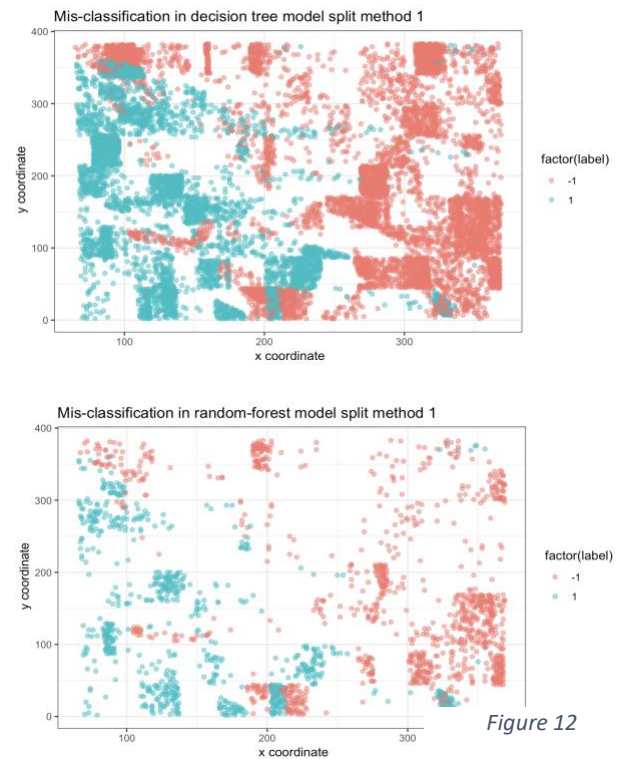 Mis-classification in decision tree model split method 1
400
300
200
100
0
y coordinate
100
200
300
x coordinate
factor(label)
-1
1
Mis-classification in random-forest model split method 1
400
300
200
100
0
y coordinate
100
200
300
x coordinate
factor(label)
-1
1
Figure 12